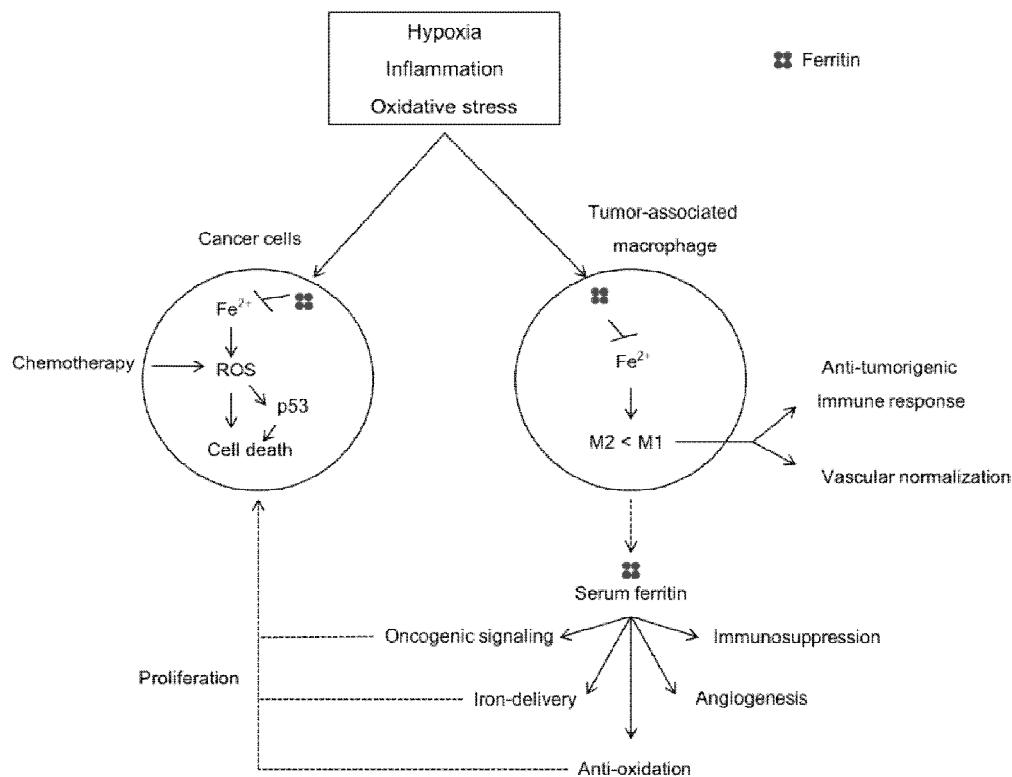 Hypoxia
Inflammation
Oxidative stress
Ferritin
Tumor-associated
macrophage
Cancer cells
Fe²⁺
Chemotherapy
ROS
p53
Cell death
Fe²⁺
M2 < M1
Anti-tumorigenic
Immune response
Vascular normalization
Serum ferritin
Oncogenic signaling
Immunosuppression
Proliferation
Iron-delivery
Angiogenesis
Anti-oxidation